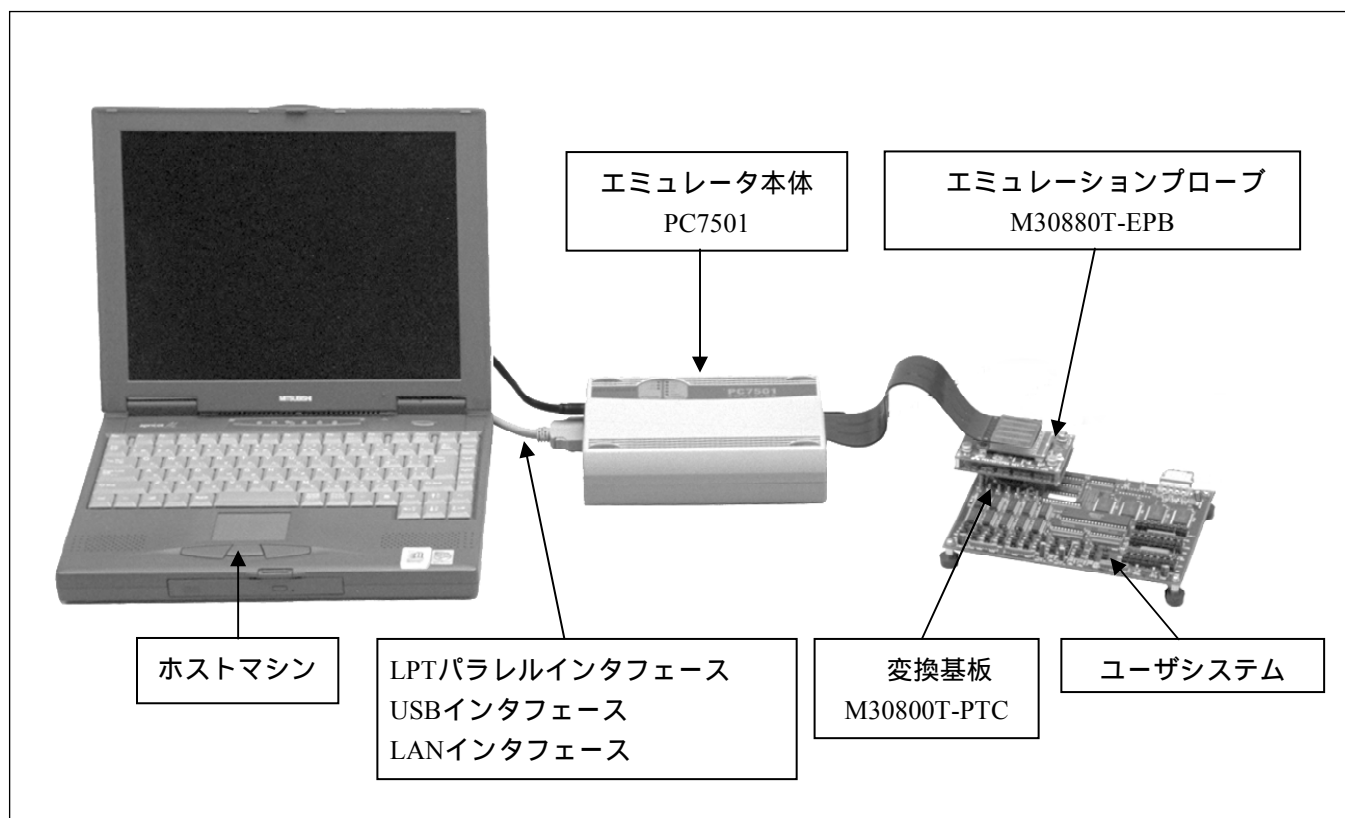 エミュレータ本体
PC7501
エミュレーションプローブ
M30880T-EPB
MITSUBISHI
PC7501
ホストマシン
LPTパラレルインタフェース
USBインタフェース
LANインタフェース
変換基板
M30800T-PTC
ユーザシステム